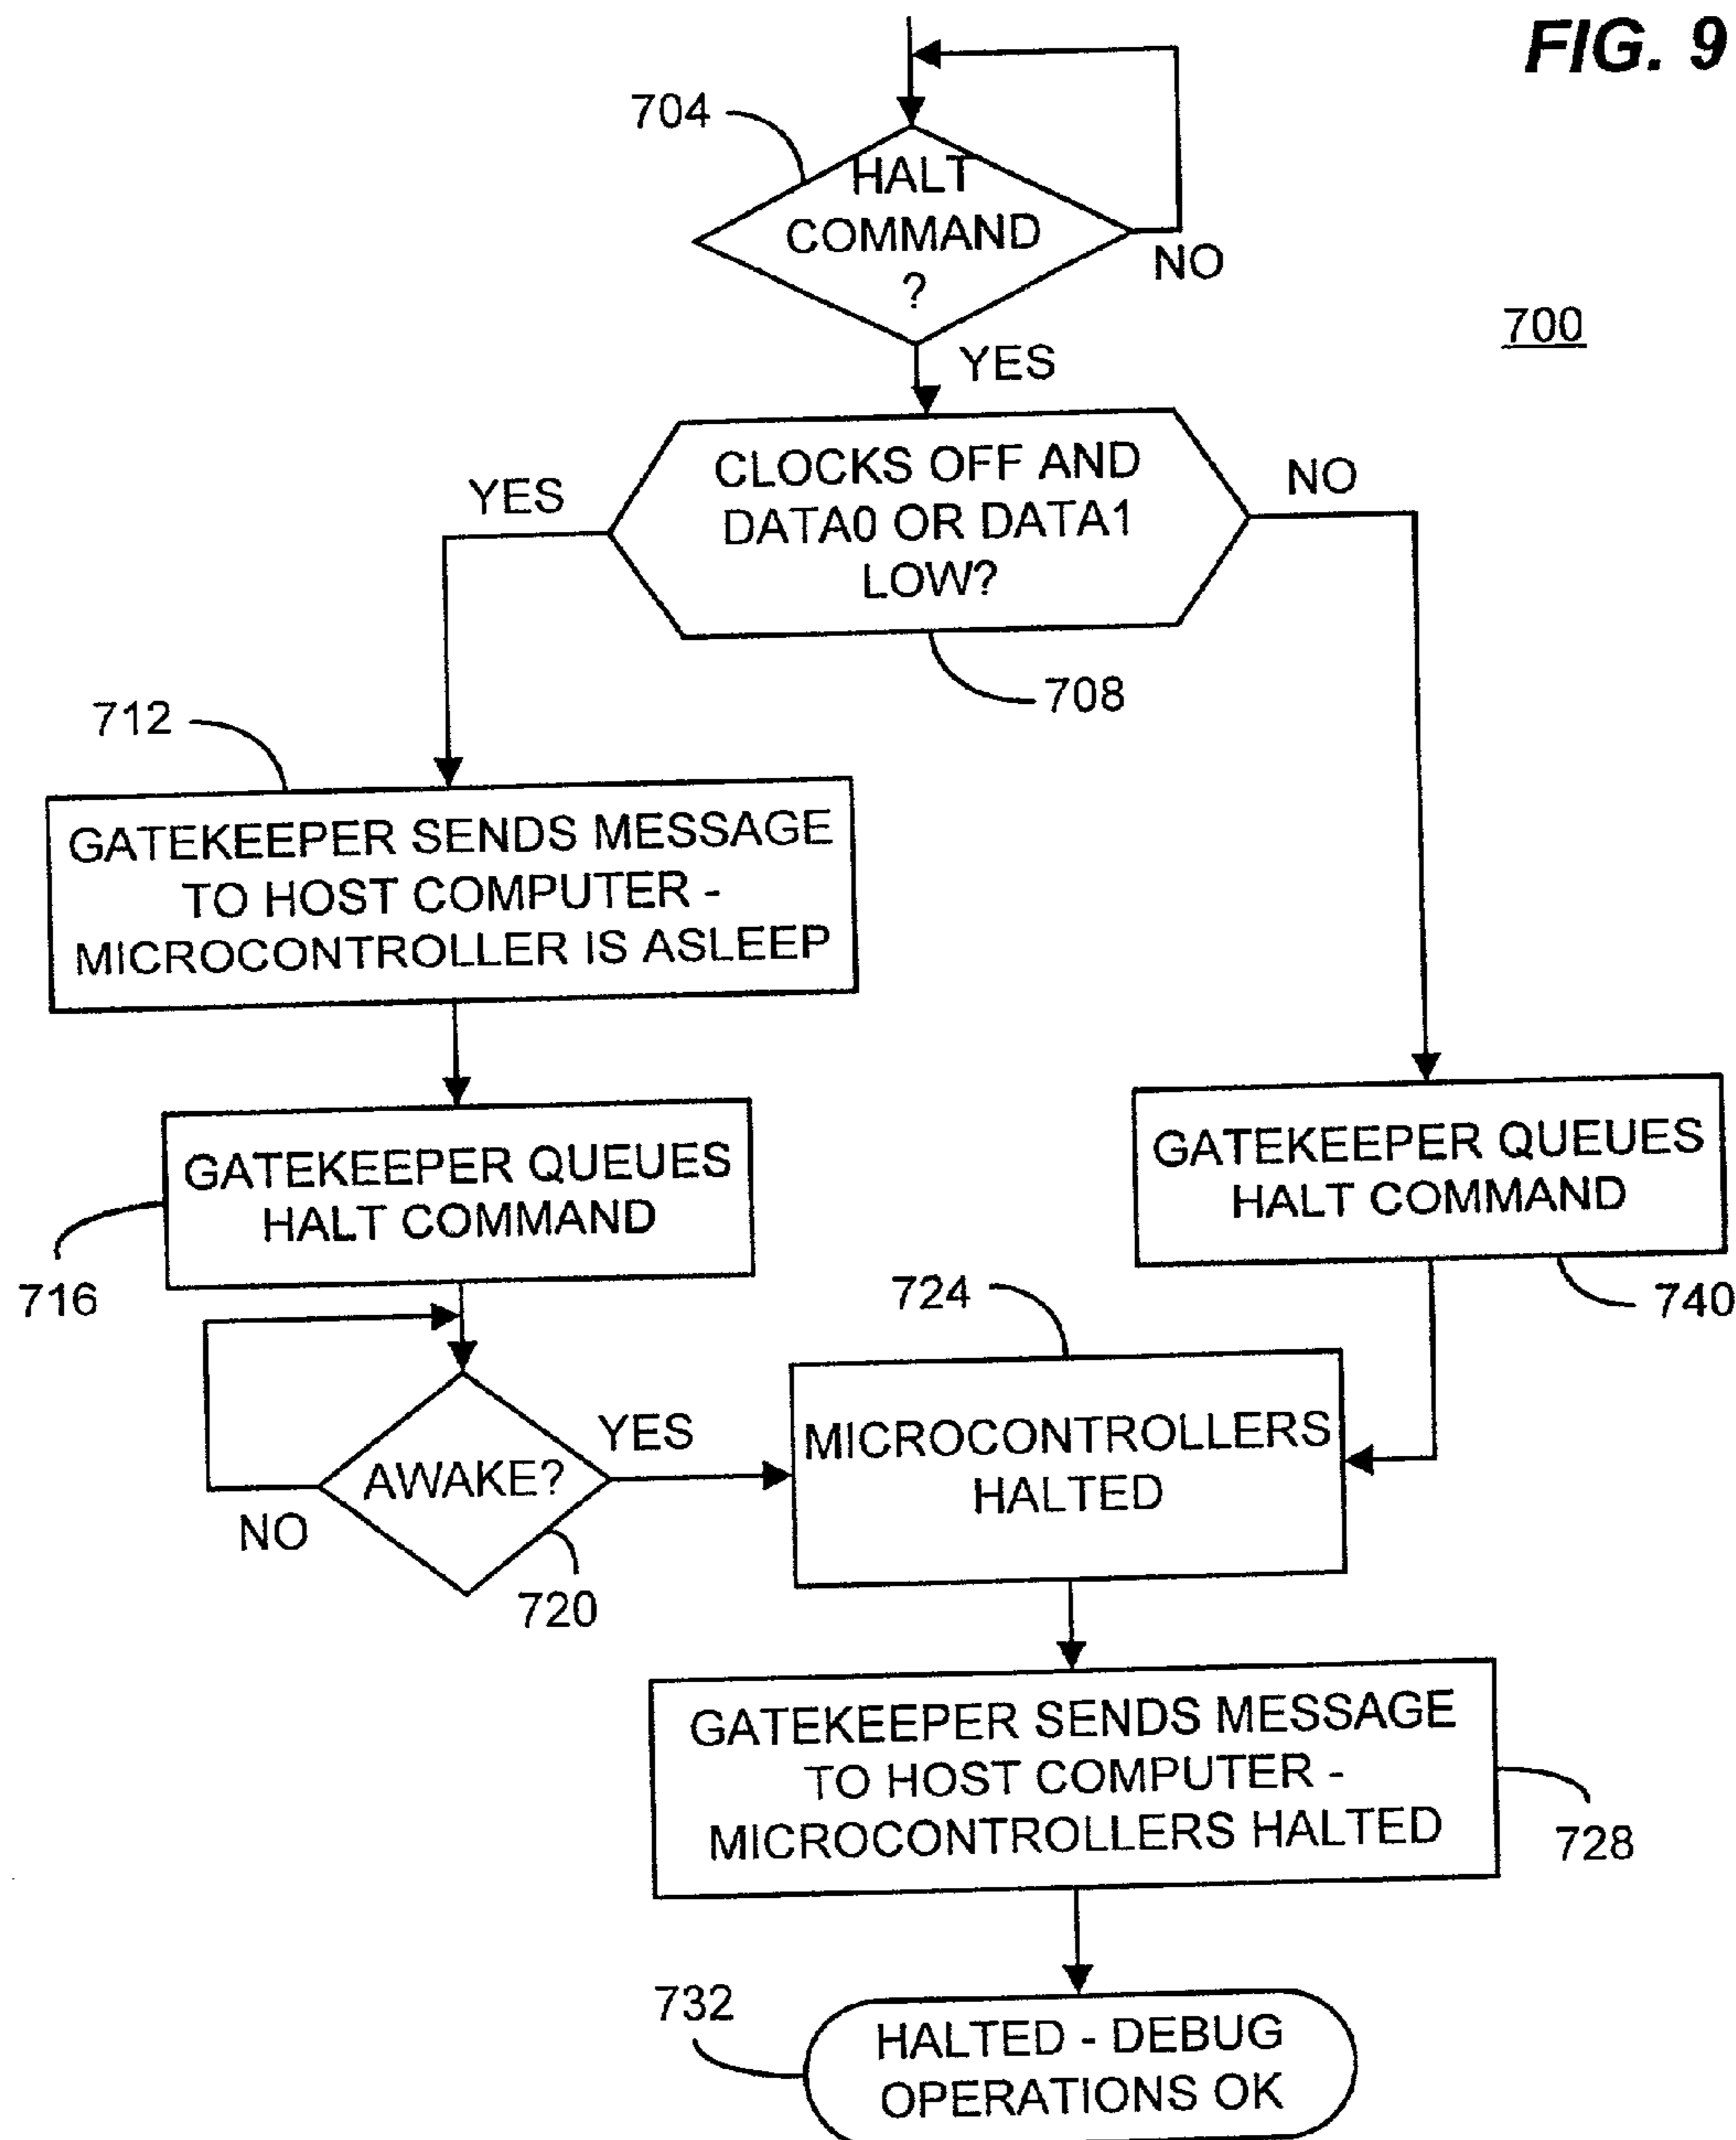 FIG. 9
704
HALT
COMMAND
?
NO
700
YES
CLOCKS OFF AND
DATA0 OR DATA1
LOW?
YES
NO
708
712
GATEKEEPER SENDS MESSAGE
TO HOST COMPUTER -
MICROCONTROLLER IS ASLEEP
GATEKEEPER QUEUES
HALT COMMAND
716
GATEKEEPER QUEUES
HALT COMMAND
740
724
AWAKE?
YES
NO
720
MICROCONTROLLERS
HALTED
GATEKEEPER SENDS MESSAGE
TO HOST COMPUTER -
MICROCONTROLLERS HALTED
728
732
HALTED - DEBUG
OPERATIONS OK